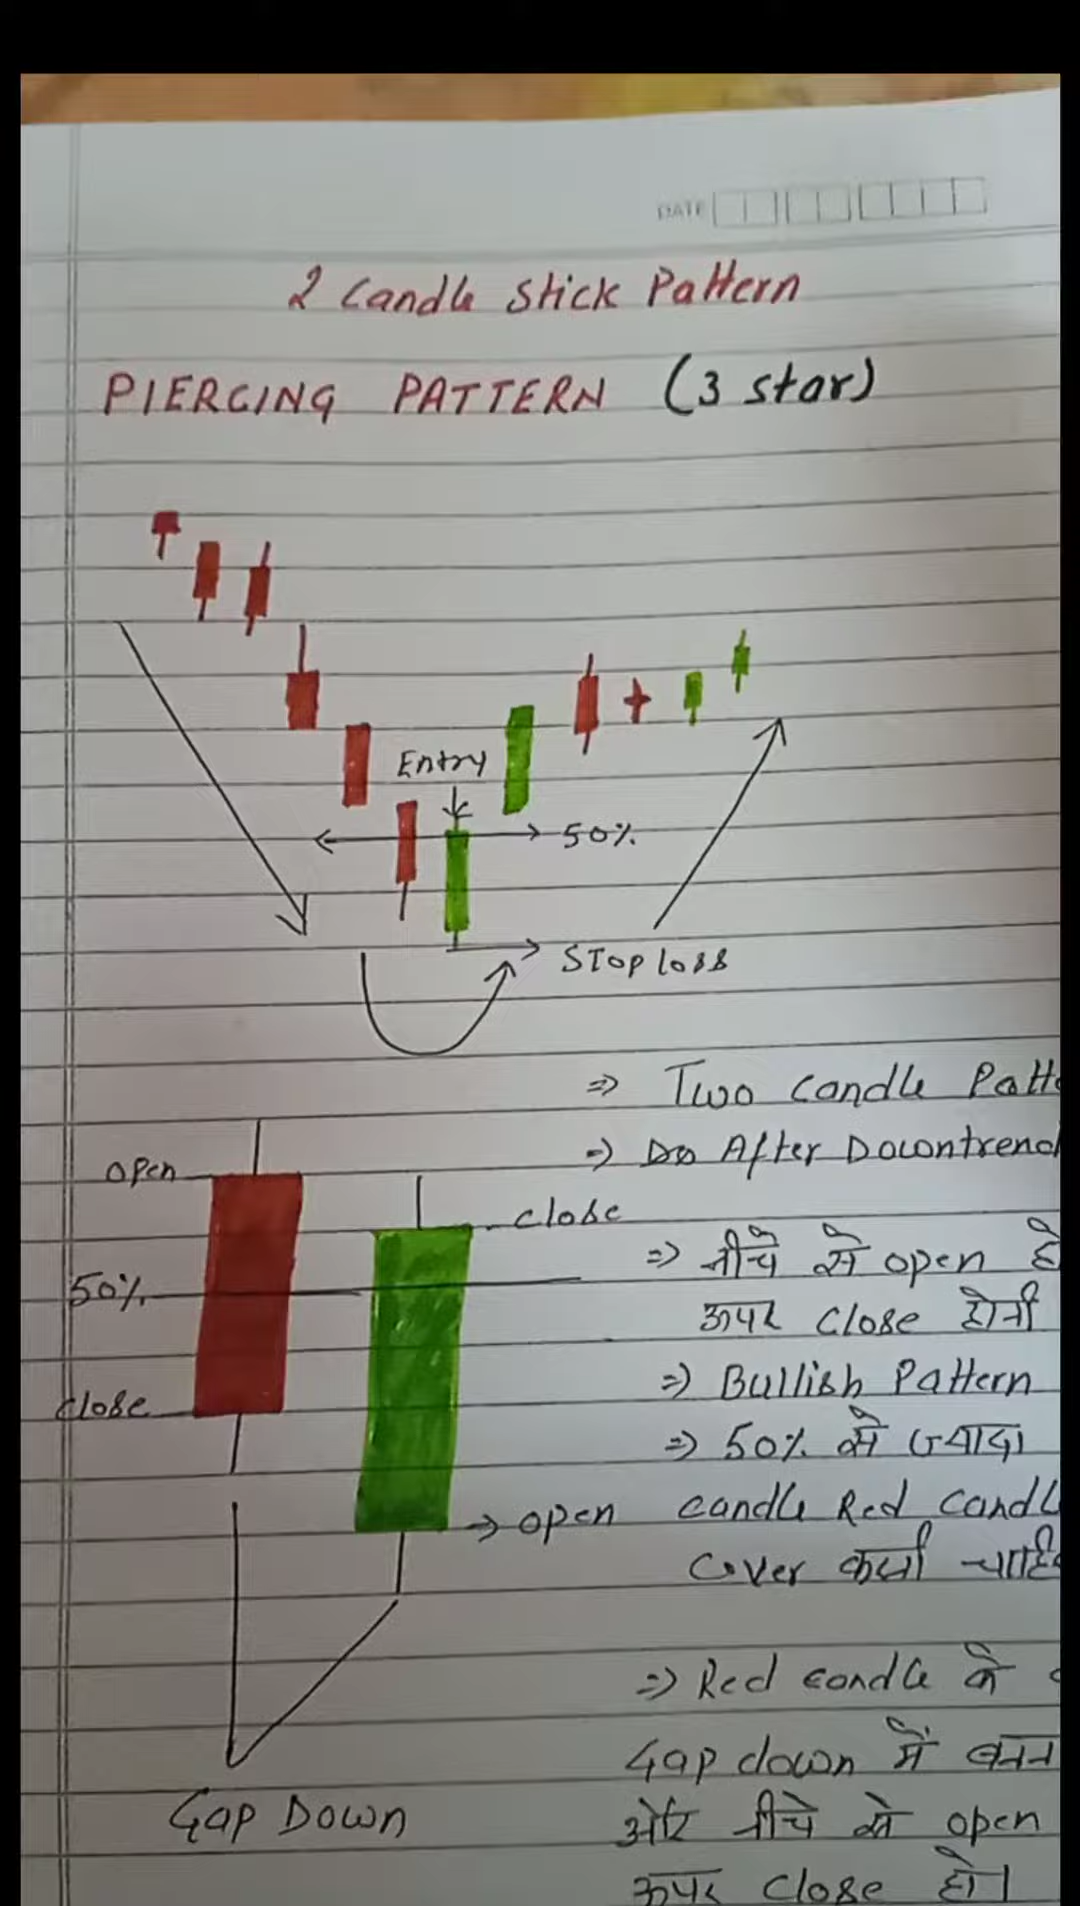 DATE
2 Candle Stick Pattern
PIERCING PATTERN (3 star)
Entry
50%
Stop loss
⇒ Two candle Patt
⇒ After Downtrend
open
close
⇒ नीचे से open
50%
ऊपर close होनी
⇒ Bullish Pattern
close
⇒ 50% से ज्यादा
→ open
candle Red Candl
Cover करनी
⇒ Red candle के
Gap down में बनन
Gap Down
और नीचे से open
ऊपर close हो।